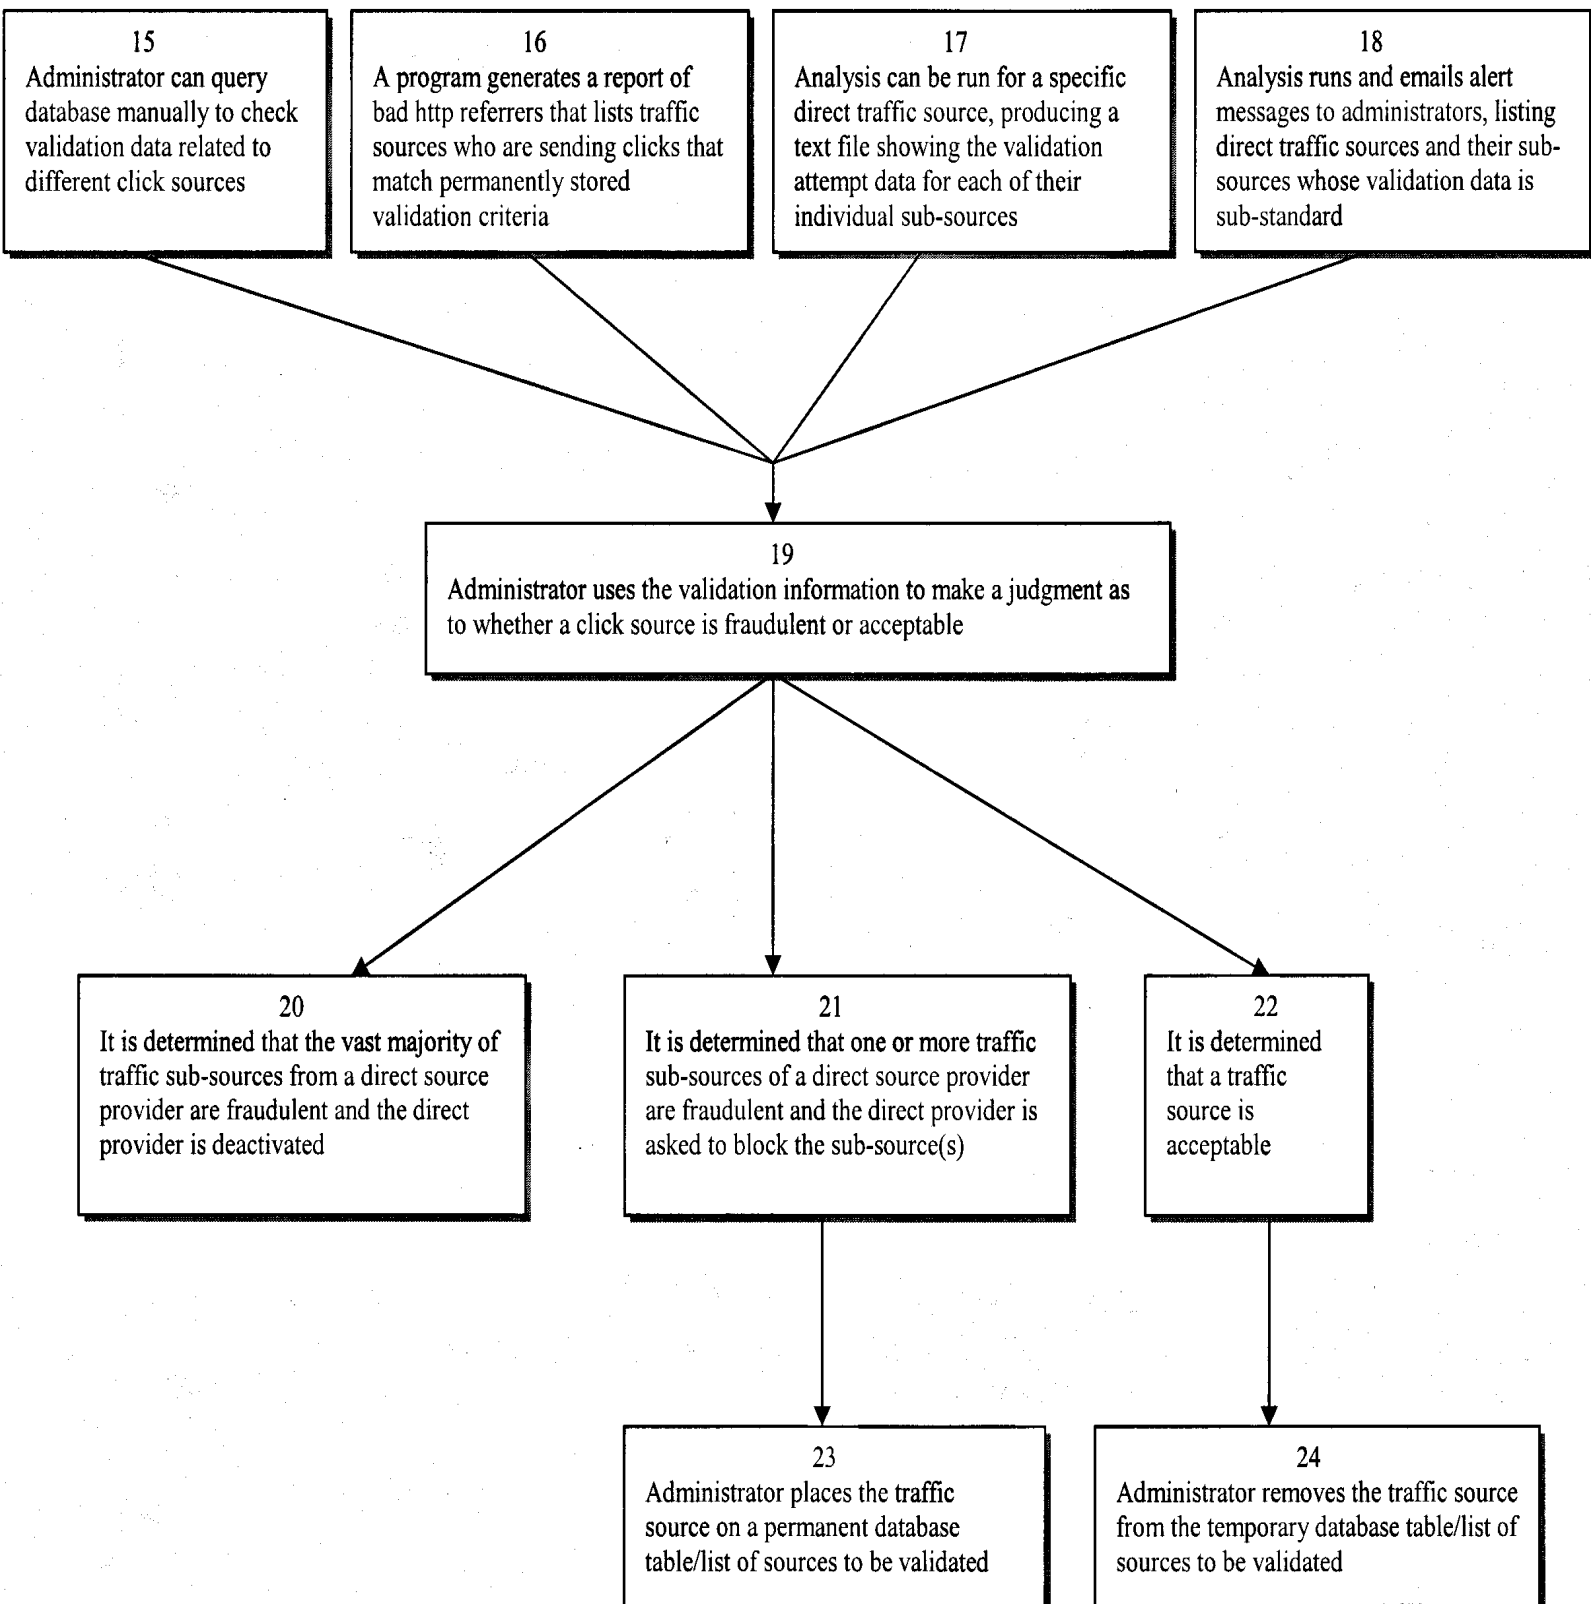 15
Administrator can query
database manually to check
validation data related to
different click sources
16
A program generates a report of
bad http referrers that lists traffic
sources who are sending clicks that
match permanently stored
validation criteria
17
Analysis can be run for a specific
direct traffic source, producing a
text file showing the validation
attempt data for each of their
individual sub-sources
18
Analysis runs and emails alert
messages to administrators, listing
direct traffic sources and their sub-
sources whose validation data is
sub-standard
19
Administrator uses the validation information to make a judgment as
to whether a click source is fraudulent or acceptable
20
It is determined that the vast majority of
traffic sub-sources from a direct source
provider are fraudulent and the direct
provider is deactivated
21
It is determined that one or more traffic
sub-sources of a direct source provider
are fraudulent and the direct provider is
asked to block the sub-source(s)
22
It is determined
that a traffic
source is
acceptable
23
Administrator places the traffic
source on a permanent database
table/list of sources to be validated
24
Administrator removes the traffic source
from the temporary database table/list of
sources to be validated